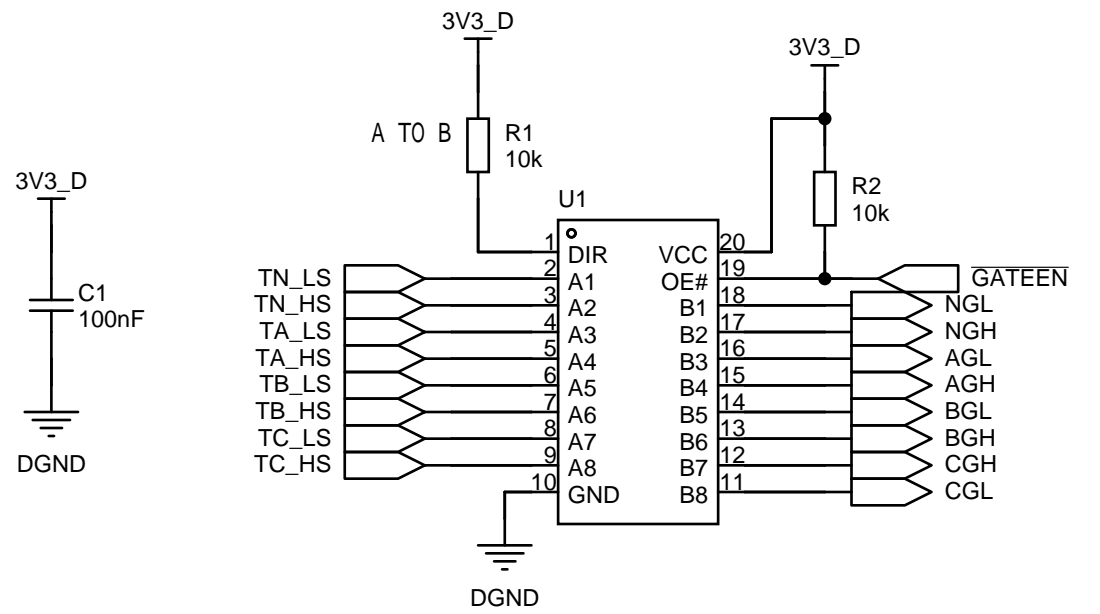 3V3_D
3V3_D
A TO B
R1
10k
3V3_D
R2
10k
U1
C1
100nF
DGND
1 DIR VCC 20
TN_LS 2 A1 OE# 19 GATEEN
TN_HS 3 A2 B1 18 NGL
TA_LS 4 A3 B2 17 NGH
TA_HS 5 A4 B3 16 AGL
TB_LS 6 A5 B4 15 AGH
TB_HS 7 A6 B5 14 BGL
TC_LS 8 A7 B6 13 BGH
TC_HS 9 A8 B7 12 CGH
10 GND B8 11 CGL
DGND